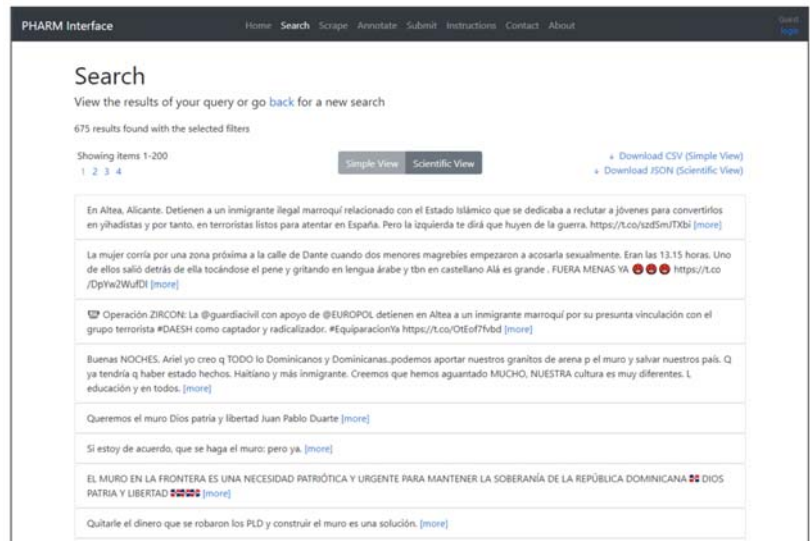 PHARM Interface
Home Search Scrape Annotate Submit Instructions Contact About
Guest
login
Search
View the results of your query or go back for a new search
675 results found with the selected filters
Showing items 1-200
1 2 3 4
Simple View Scientific View
↓ Download CSV (Simple View)
↓ Download JSON (Scientific View)
En Altea, Alicante. Detienen a un inmigrante ilegal marroquí relacionado con el Estado Islámico que se dedicaba a reclutar a jóvenes para convertirlos
en yihadistas y por tanto, en terroristas listos para atentar en España. Pero la izquierda te dirá que huyen de la guerra. https://t.co/szdSmJTXbi [more]
La mujer corría por una zona próxima a la calle de Dante cuando dos menores magrebíes empezaron a acosarla sexualmente. Eran las 13.15 horas. Uno
de ellos salió detrás de ella tocándose el pene y gritando en lengua árabe y tbn en castellano Alá es grande . FUERA MENAS YA 😡😡😡 https://t.co
/DpYw2WufDl [more]
Operación ZIRCON: La @guardiacivil con apoyo de @EUROPOL detienen en Altea a un inmigrante marroquí por su presunta vinculación con el
grupo terrorista #DAESH como captador y radicalizador. #EquiparacionYa https://t.co/OtEof7fvbd [more]
Buenas NOCHES. Ariel yo creo q TODO lo Dominicanos y Dominicanas..podemos aportar nuestros granitos de arena p el muro y salvar nuestro país. Q
ya tendría q haber estado hechos. Haitíano y más inmigrante. Creemos que hemos aguantado MUCHO, NUESTRA cultura es muy diferentes. L
educación y en todos. [more]
Queremos el muro Dios patria y libertad Juan Pablo Duarte [more]
Sí estoy de acuerdo, que se haga el muro: pero ya. [more]
EL MURO EN LA FRONTERA ES UNA NECESIDAD PATRIÓTICA Y URGENTE PARA MANTENER LA SOBERANÍA DE LA REPÚBLICA DOMINICANA 🇩🇴 DIOS
PATRIA Y LIBERTAD 🇩🇴🇩🇴🇩🇴 [more]
Quitarle el dinero que se robaron los PLD y construir el muro es una solución. [more]